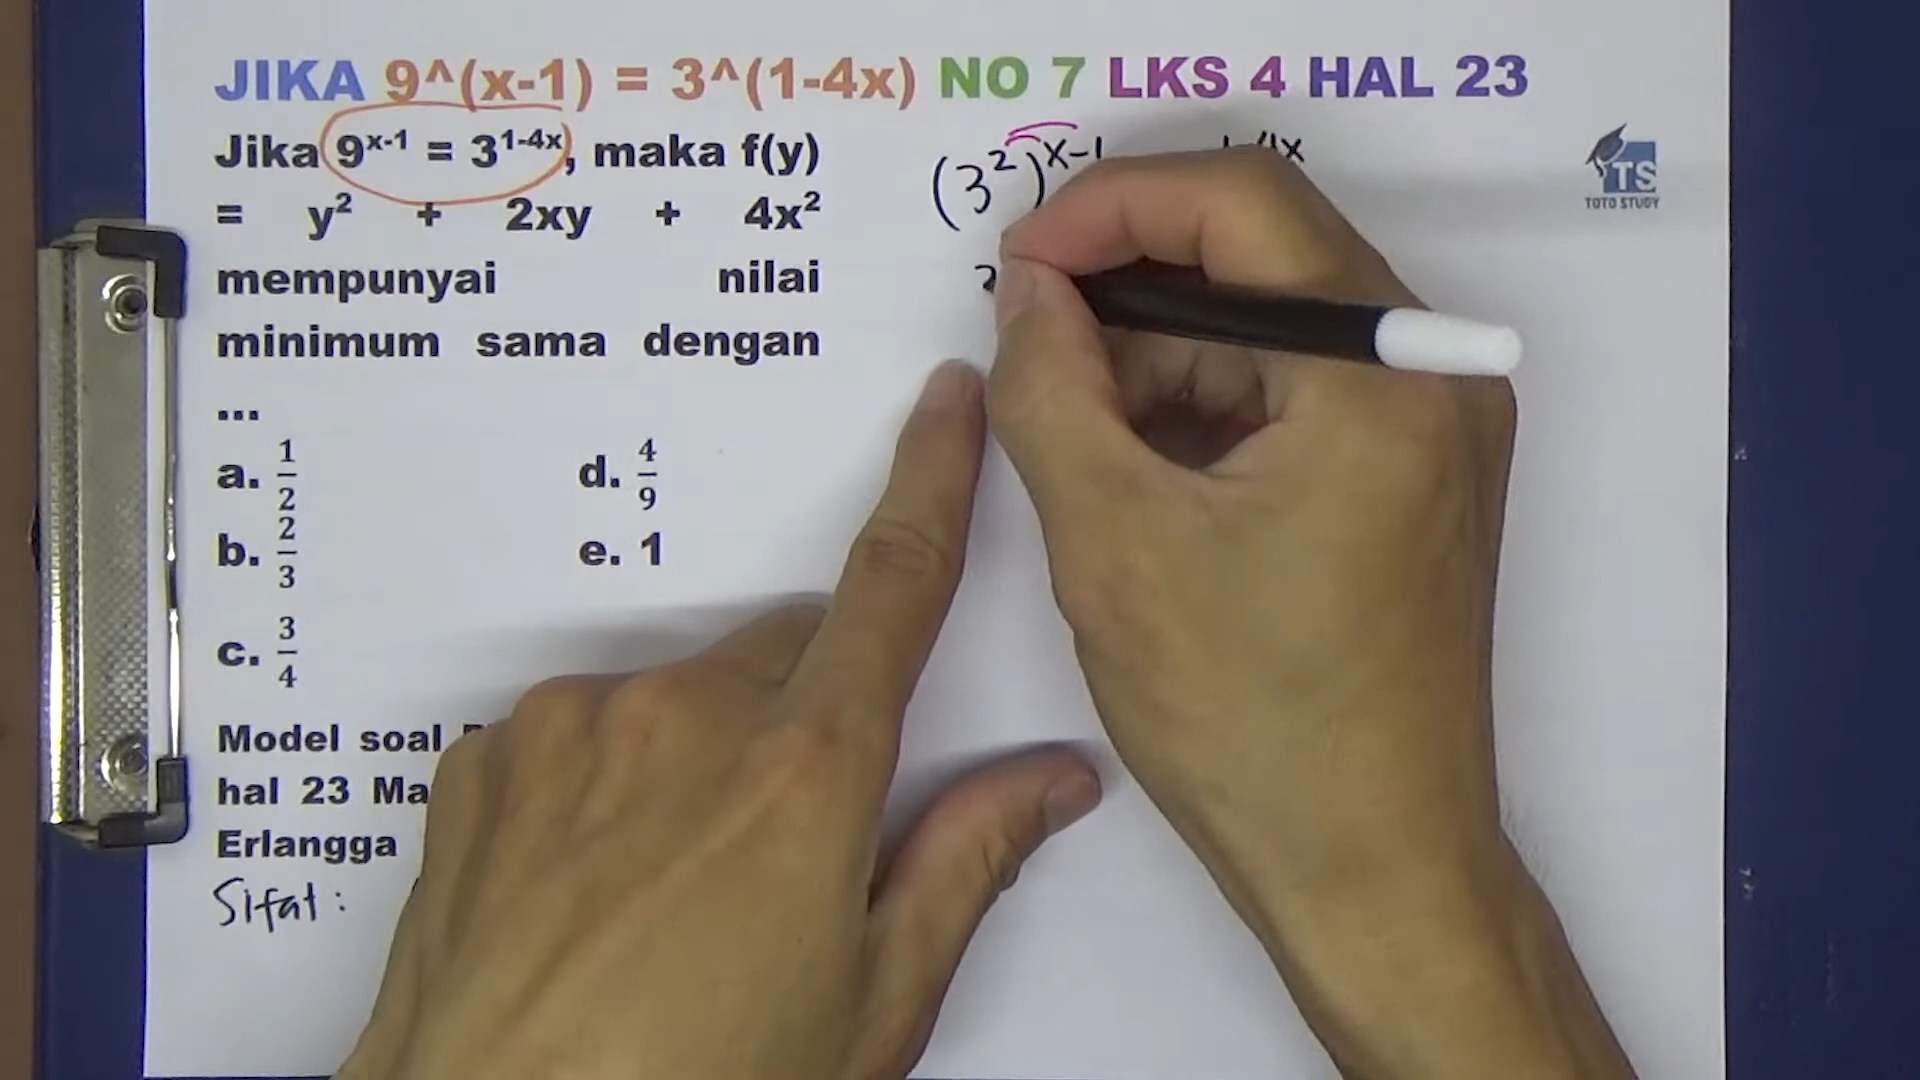 JIKA 9^(x-1) = 3^(1-4x) NO 7 LKS 4 HAL 23
Jika 9ˣ⁻¹ = 3¹⁻⁴ˣ, maka f(y)
= y² + 2xy + 4x²
mempunyai nilai
minimum sama dengan
...
a. 1/2 d. 4/9
b. 2/3 e. 1
c. 3/4
Model soal
hal 23
Erlangga
Sifat :
(3²)ˣ⁻¹
TS
TOTO STUDY